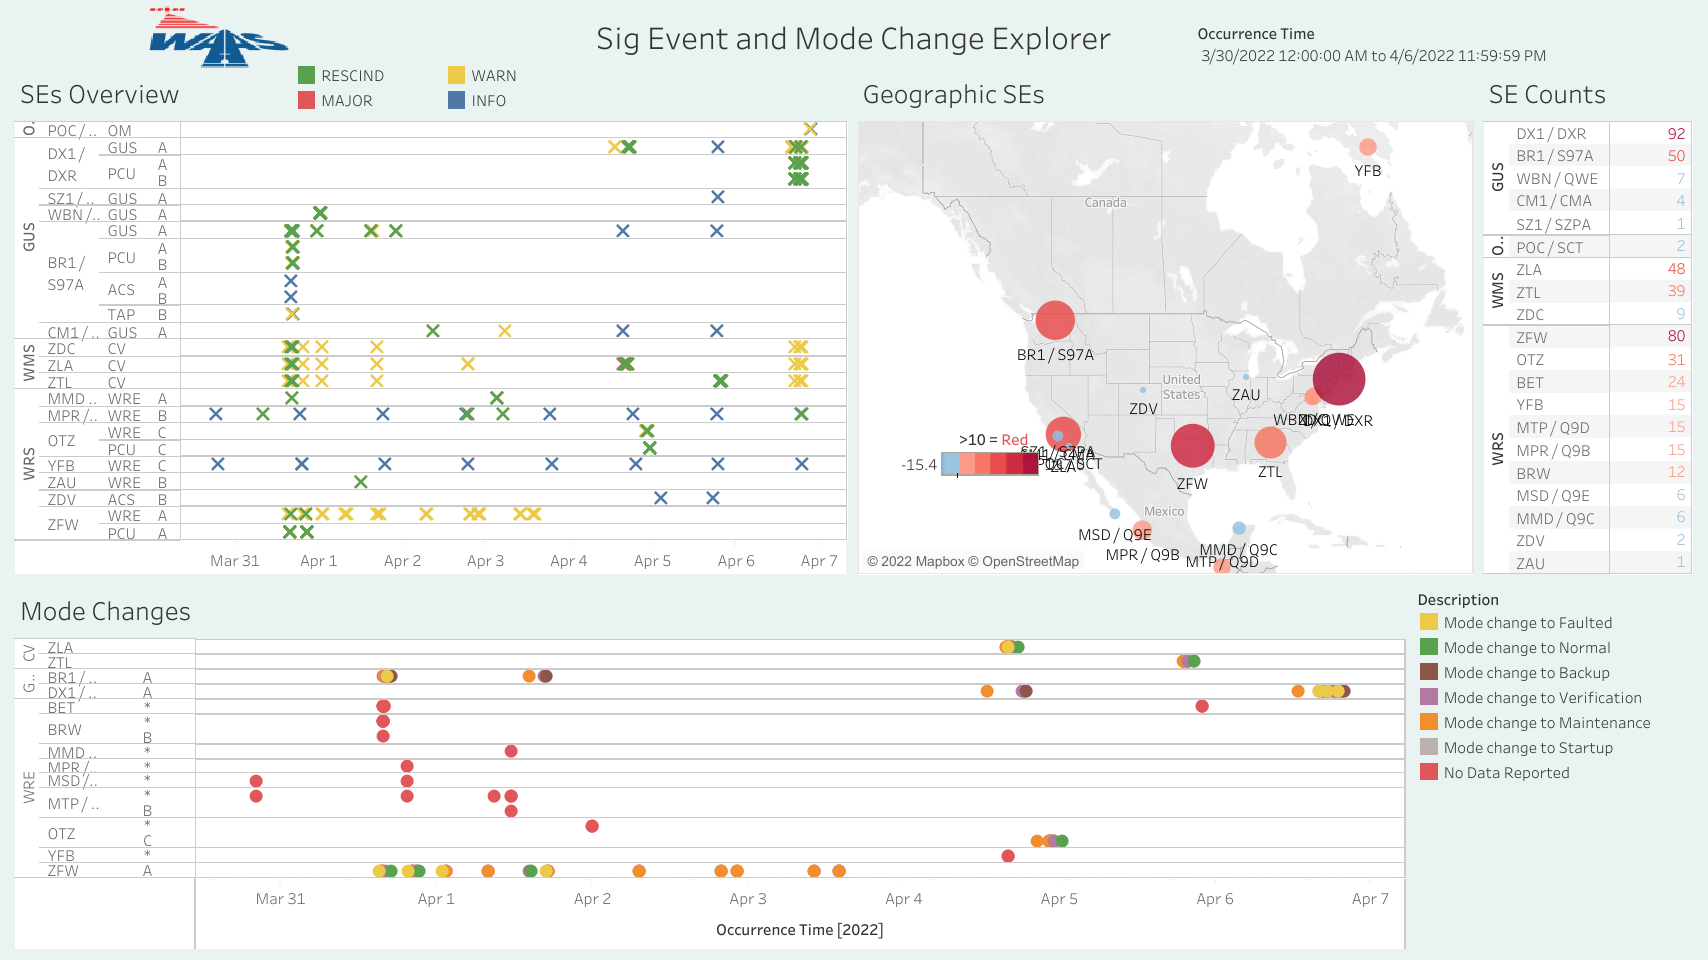 WAAS
Sig Event and Mode Change Explorer
Occurrence Time
3/30/2022 12:00:00 AM to 4/6/2022 11:59:59 PM
RESCIND
WARN
MAJOR
INFO
SEs Overview
O..
POC / ..
OM
GUS
DX1 / DXR
GUS
A
PCU
A
B
SZ1 / ..
GUS
A
WBN / ..
GUS
A
BR1 / S97A
GUS
A
PCU
A
B
ACS
A
B
TAP
B
CM1 / ..
GUS
A
WMS
ZDC
CV
ZLA
CV
ZTL
CV
WRS
MMD ..
WRE
A
MPR / ..
WRE
B
OTZ
WRE
C
PCU
C
YFB
WRE
C
ZAU
WRE
B
ZDV
ACS
B
ZFW
WRE
A
PCU
A
Mar 31
Apr 1
Apr 2
Apr 3
Apr 4
Apr 5
Apr 6
Apr 7
Geographic SEs
YFB
Canada
BR1 / S97A
United States
ZDV
ZAU
DXR
>10 = Red
-15.4
ZLA
ZFW
ZTL
Mexico
MSD / Q9E
MPR / Q9B
MMD / Q9C
MTP / Q9D
© 2022 Mapbox © OpenStreetMap
SE Counts
GUS
DX1 / DXR 92
BR1 / S97A 50
WBN / QWE 7
CM1 / CMA 4
SZ1 / SZPA 1
O..
POC / SCT 2
WMS
ZLA 48
ZTL 39
ZDC 9
WRS
ZFW 80
OTZ 31
BET 24
YFB 15
MTP / Q9D 15
MPR / Q9B 15
BRW 12
MSD / Q9E 6
MMD / Q9C 6
ZDV 2
ZAU 1
Mode Changes
CV
ZLA
ZTL
G..
BR1 / .. A
DX1 / .. A
WRE
BET *
BRW *
B
MMD .. *
MPR / .. *
MSD / .. *
MTP / .. *
B
OTZ *
C
YFB *
ZFW A
Mar 31
Apr 1
Apr 2
Apr 3
Apr 4
Apr 5
Apr 6
Apr 7
Occurrence Time [2022]
Description
Mode change to Faulted
Mode change to Normal
Mode change to Backup
Mode change to Verification
Mode change to Maintenance
Mode change to Startup
No Data Reported